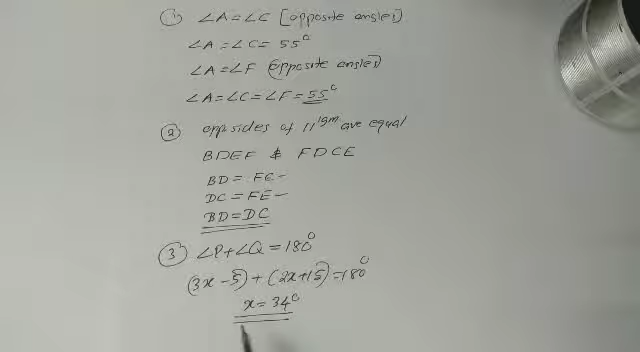 ① ∠A = ∠C [opposite angles)
∠A = ∠C = 55°
∠A = ∠F (opposite angles)
∠A = ∠C = ∠F = 55°
② opp sides of 11gm are equal
BDEF & FDCE
BD = FE -
DC = FE -
BD = DC
③ ∠P + ∠Q = 180°
(3x - 5) + (2x + 15) = 180°
x = 34°